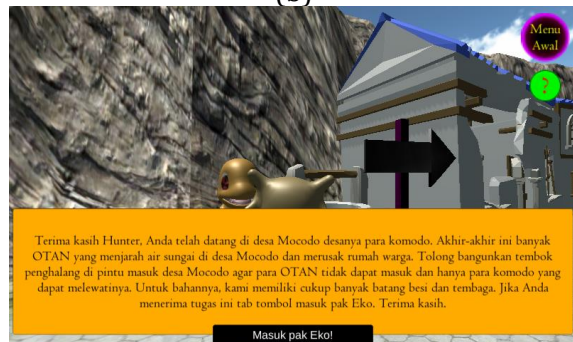 (b)
Menu
Awal
?
Terima kasih Hunter, Anda telah datang di desa Mocodo desanya para komodo. Akhir-akhir ini banyak
OTAN yang menjarah air sungai di desa Mocodo dan merusak rumah warga. Tolong bangunkan tembok
penghalang di pintu masuk desa Mocodo agar para OTAN tidak dapat masuk dan hanya para komodo yang
dapat melewatinya. Untuk bahannya, kami memiliki cukup banyak batang besi dan tembaga. Jika Anda
menerima tugas ini tab tombol masuk pak Eko. Terima kasih.
Masuk pak Eko!